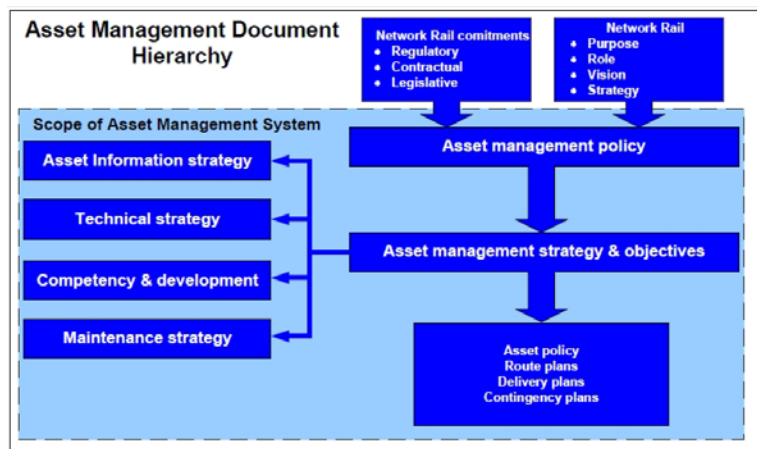 Asset Management Document
Hierarchy
Network Rail comitments
Regulatory
Contractual
Legislative
Network Rail
Purpose
Role
Vision
Strategy
Scope of Asset Management System
Asset management policy
Asset Information strategy
Technical strategy
Competency & development
Maintenance strategy
Asset management strategy & objectives
Asset policy
Route plans
Delivery plans
Contingency plans